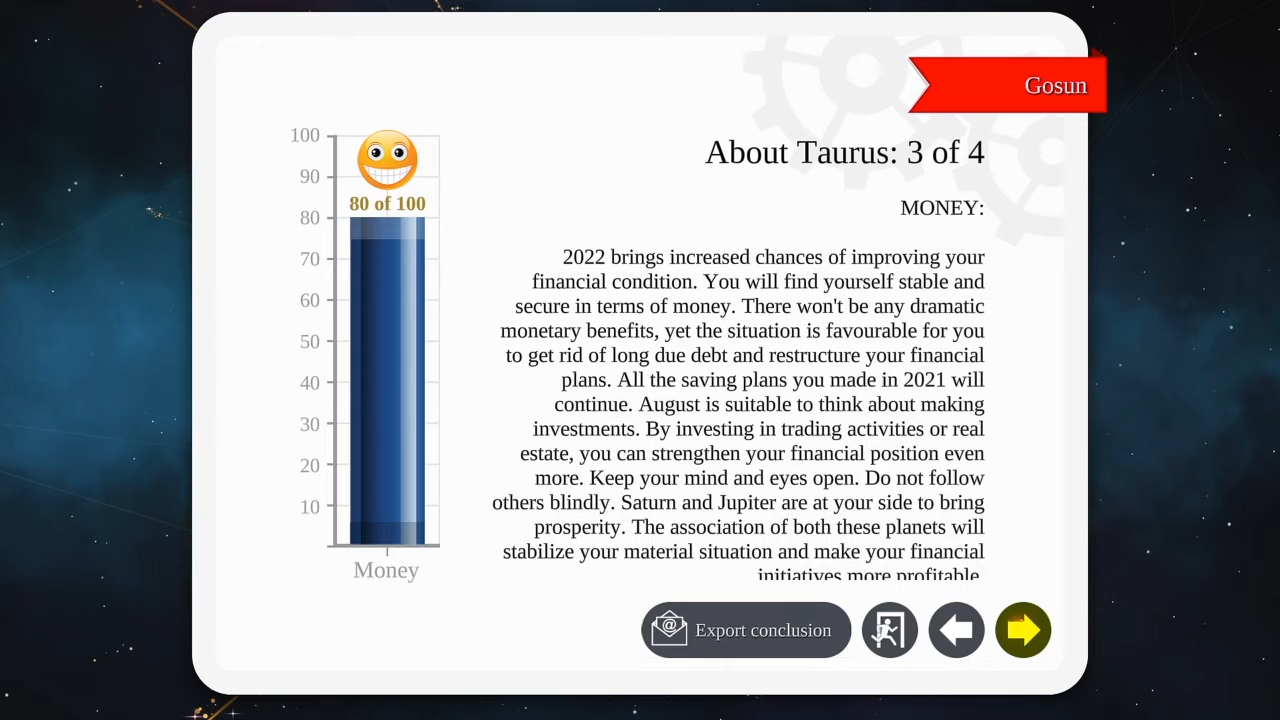 Gosun
About Taurus: 3 of 4
MONEY:
2022 brings increased chances of improving your
financial condition. You will find yourself stable and
secure in terms of money. There won't be any dramatic
monetary benefits, yet the situation is favourable for you
to get rid of long due debt and restructure your financial
plans. All the saving plans you made in 2021 will
continue. August is suitable to think about making
investments. By investing in trading activities or real
estate, you can strengthen your financial position even
more. Keep your mind and eyes open. Do not follow
others blindly. Saturn and Jupiter are at your side to bring
prosperity. The association of both these planets will
stabilize your material situation and make your financial
initiatives more profitable.
100
90
80
70
60
50
40
30
20
10
80 of 100
Money
@
Export conclusion